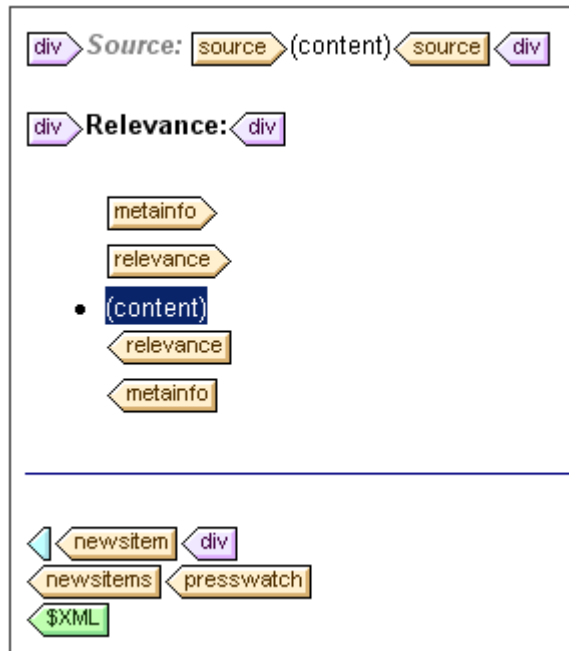 div Source: source (content) source div
div Relevance: div
metainfo
relevance
• (content)
relevance
metainfo
newsitem div
newsitems presswatch
$XML